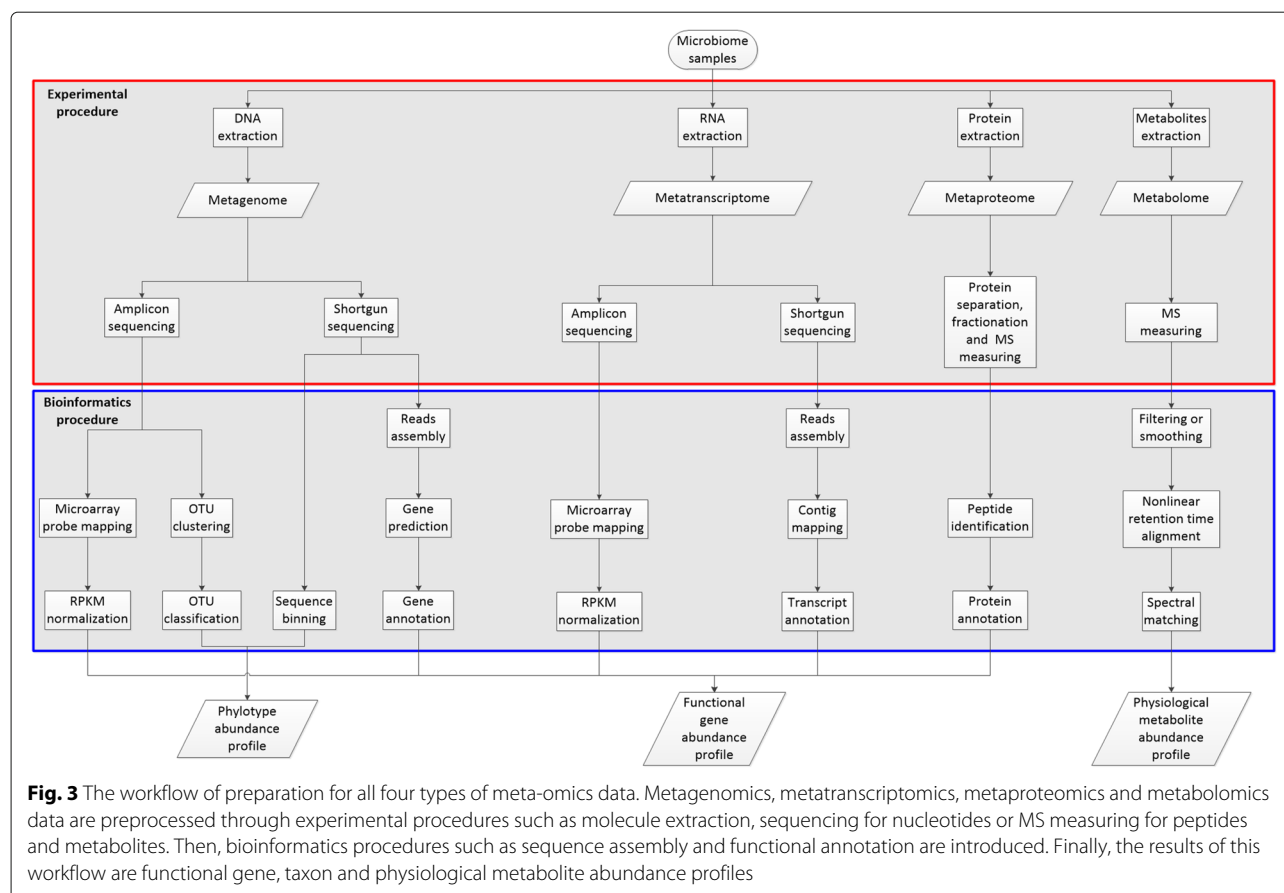 Microbiome
samples
Experimental
procedure
DNA
extraction
RNA
extraction
Protein
extraction
Metabolites
extraction
Metagenome
Metatranscriptome
Metaproteome
Metabolome
Amplicon
sequencing
Shortgun
sequencing
Amplicon
sequencing
Shortgun
sequencing
Protein
separation,
fractionation
and MS
measuring
MS
measuring
Bioinformatics
procedure
Reads
assembly
Reads
assembly
Filtering or
smoothing
Microarray
probe mapping
OTU
clustering
Gene
prediction
Microarray
probe mapping
Contig
mapping
Peptide
identification
Nonlinear
retention time
alignment
RPKM
normalization
OTU
classification
Sequence
binning
Gene
annotation
RPKM
normalization
Transcript
annotation
Protein
annotation
Spectral
matching
Phylotype
abundance
profile
Functional
gene
abundance
profile
Physiological
metabolite
abundance
profile
Fig. 3 The workflow of preparation for all four types of meta-omics data. Metagenomics, metatranscriptomics, metaproteomics and metabolomics
data are preprocessed through experimental procedures such as molecule extraction, sequencing for nucleotides or MS measuring for peptides
and metabolites. Then, bioinformatics procedures such as sequence assembly and functional annotation are introduced. Finally, the results of this
workflow are functional gene, taxon and physiological metabolite abundance profiles